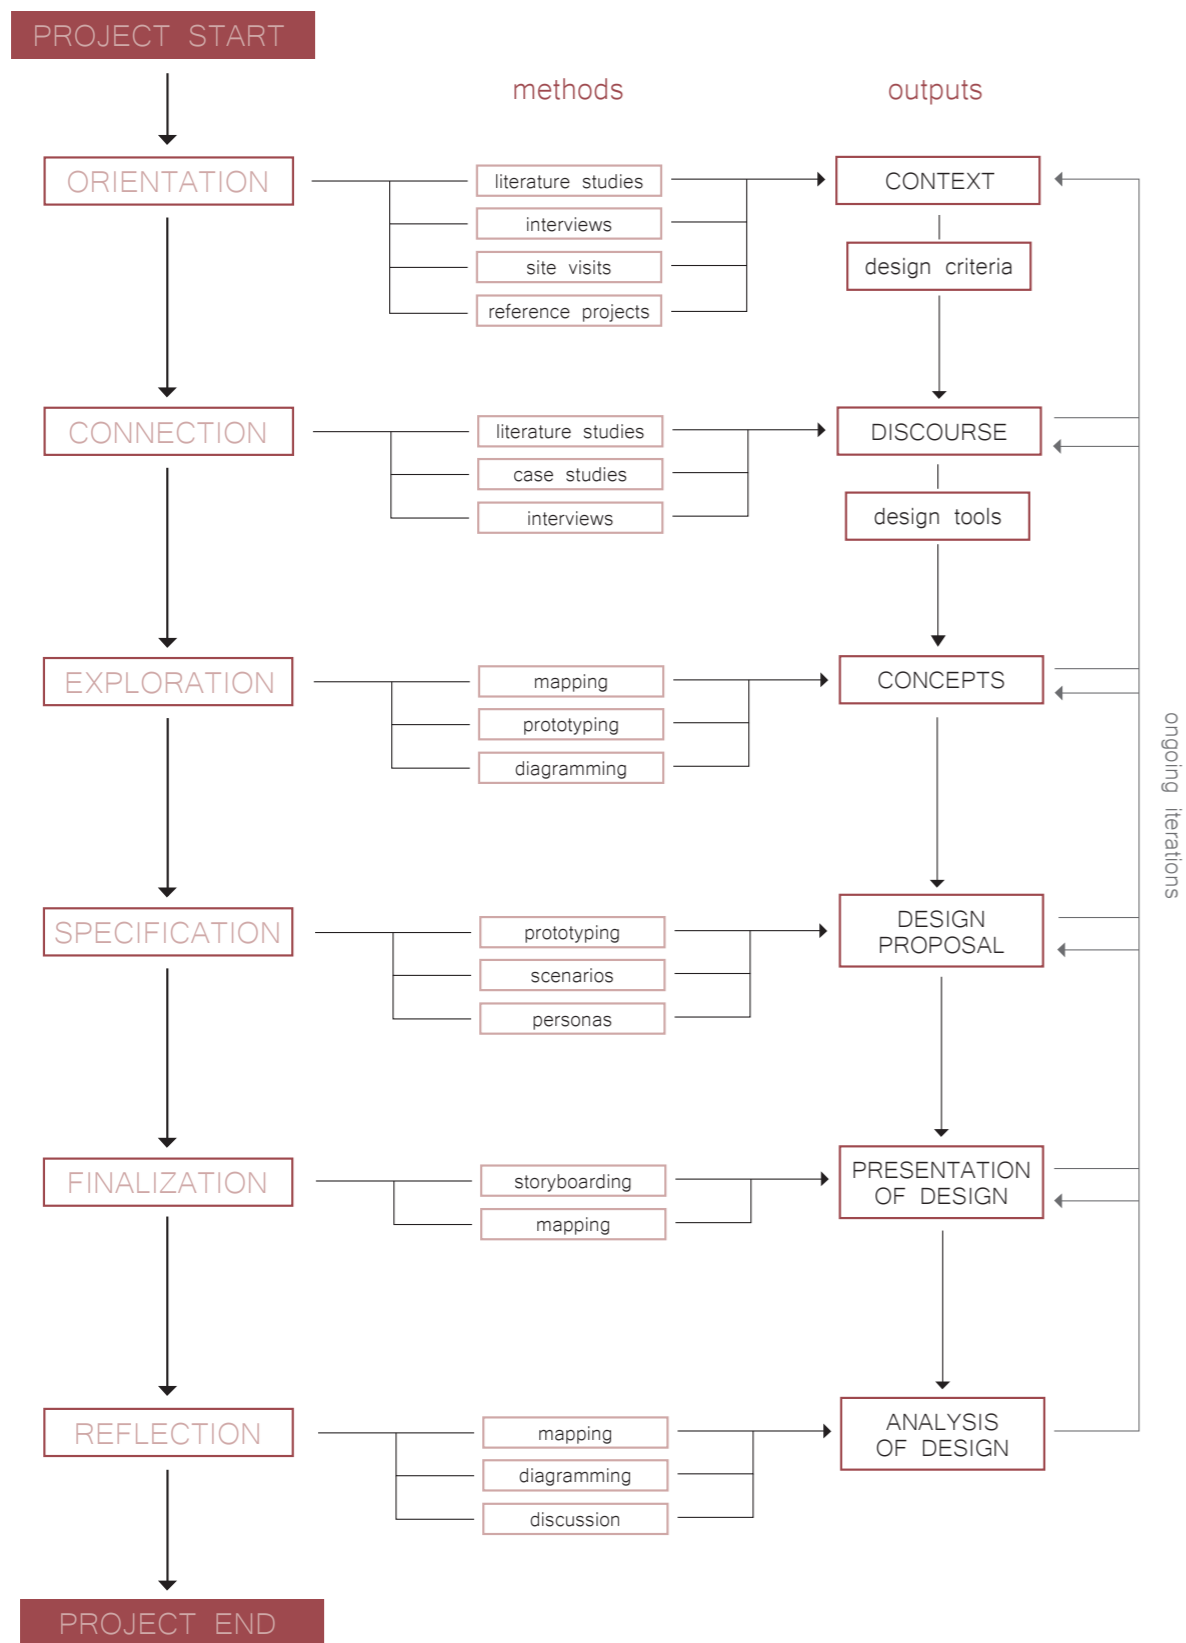 PROJECT START
methods
outputs
ORIENTATION
literature studies
interviews
site visits
reference projects
CONTEXT
design criteria
CONNECTION
literature studies
case studies
interviews
DISCOURSE
design tools
EXPLORATION
mapping
prototyping
diagramming
CONCEPTS
ongoing iterations
SPECIFICATION
prototyping
scenarios
personas
DESIGN
PROPOSAL
FINALIZATION
storyboarding
mapping
PRESENTATION
OF DESIGN
REFLECTION
mapping
diagramming
discussion
ANALYSIS
OF DESIGN
PROJECT END